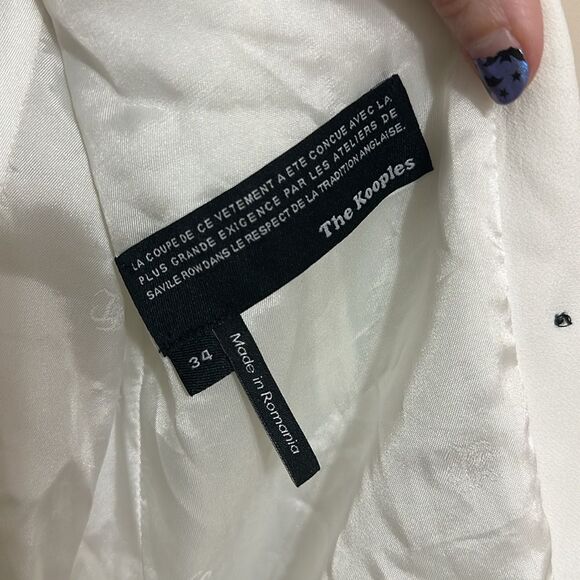 LA COUPE DE CE VETEMENT A ETE CONCUE AVEC LA
PLUS GRANDE EXIGENCE PAR LES ATELIERS DE
SAVILE ROW DANS LE RESPECT DE LA TRADITION ANGLAISE.
The Kooples
34
Made in Romania